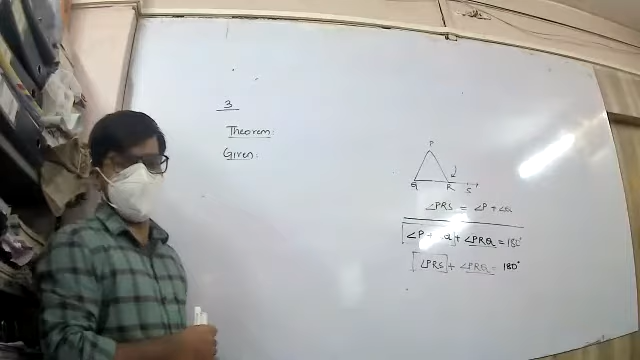 3
Theorem:
Given:
P
Q R S
∠PRS = ∠P + ∠Q
[∠P + ∠Q] + ∠PRQ = 180°
[∠PRS] + ∠PRQ = 180°